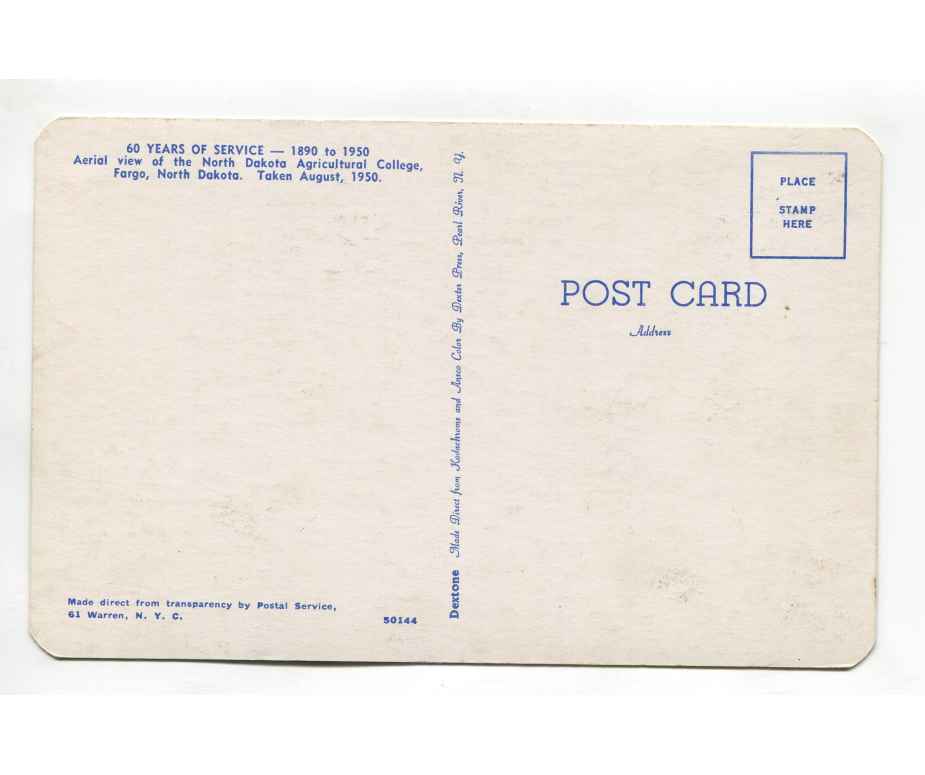 60 YEARS OF SERVICE — 1890 to 1950
Aerial view of the North Dakota Agricultural College,
Fargo, North Dakota. Taken August, 1950.
Made direct from transparency by Postal Service,
61 Warren, N. Y. C.
50144
Dextone Made Direct from Kodachrome and Ansco Color By Dexter Press, Pearl River, N. Y.
PLACE
STAMP
HERE
POST CARD
Address